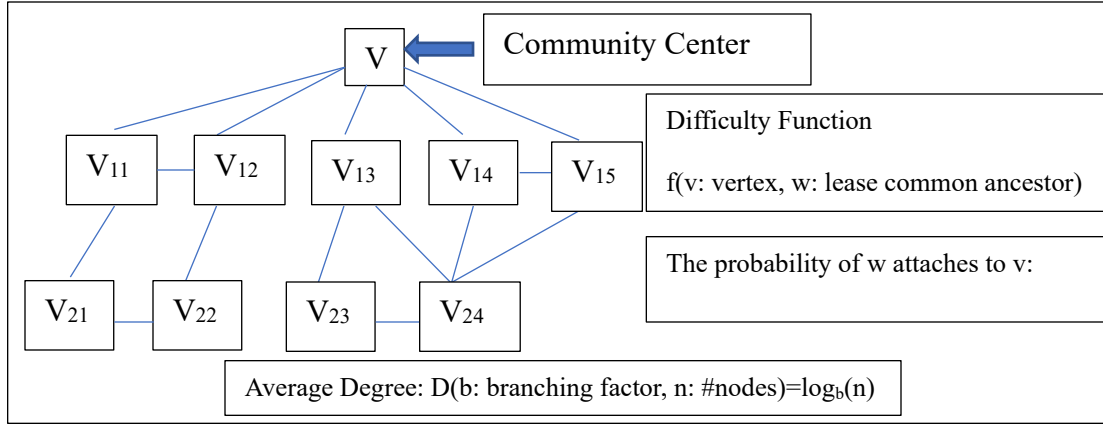 V
Community Center
V11
V12
V13
V14
V15
Difficulty Function
f(v: vertex, w: lease common ancestor)
The probability of w attaches to v:
V21
V22
V23
V24
Average Degree: D(b: branching factor, n: #nodes)=logb(n)